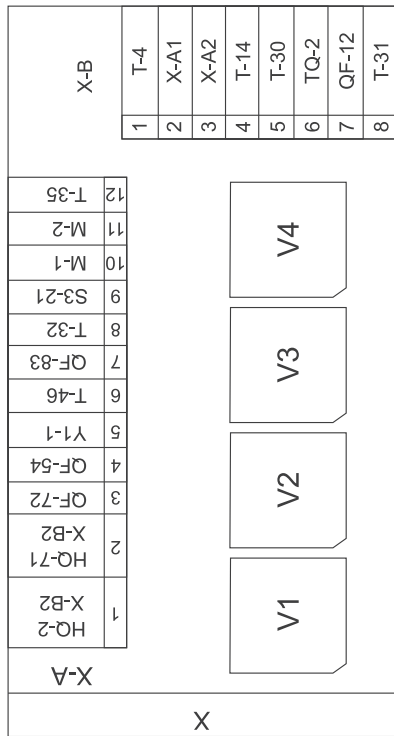 X-A
1 HQ-2
X-B2
2 HQ-71
X-B2
3 QF-72
4 QF-54
5 Y1-1
6 T-46
7 QF-83
8 T-32
9 S3-21
10 M-1
11 M-2
12 T-35
X-B
1 T-4
2 X-A1
3 X-A2
4 T-14
5 T-30
6 TQ-2
7 QF-12
8 T-31
V1
V2
V3
V4
X